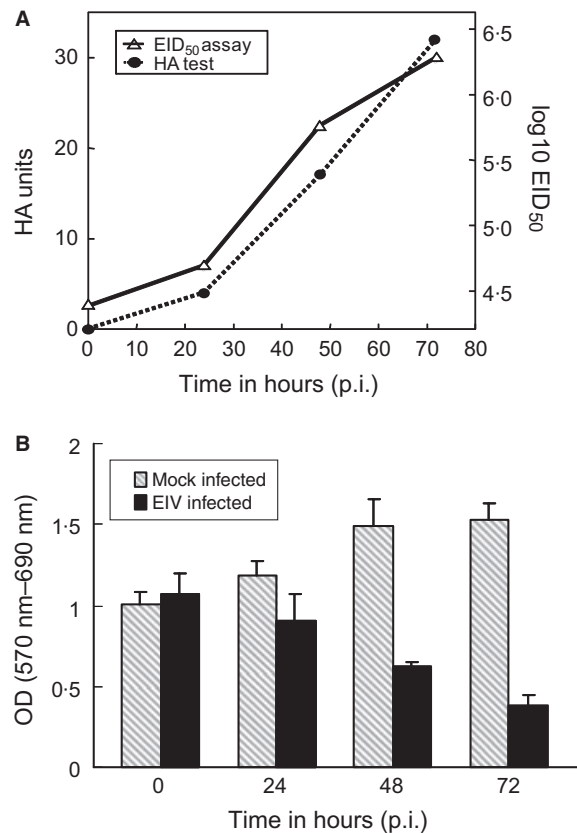 A
EID50 assay
HA test
HA units
30
20
10
0
6·5
6·0
5·5
5·0
4·5
log10 EID50
0 10 20 30 40 50 60 70 80
Time in hours (p.i.)
B
Mock infected
EIV infected
OD (570 nm–690 nm)
2
1·5
1
0·5
0
0 24 48 72
Time in hours (p.i.)